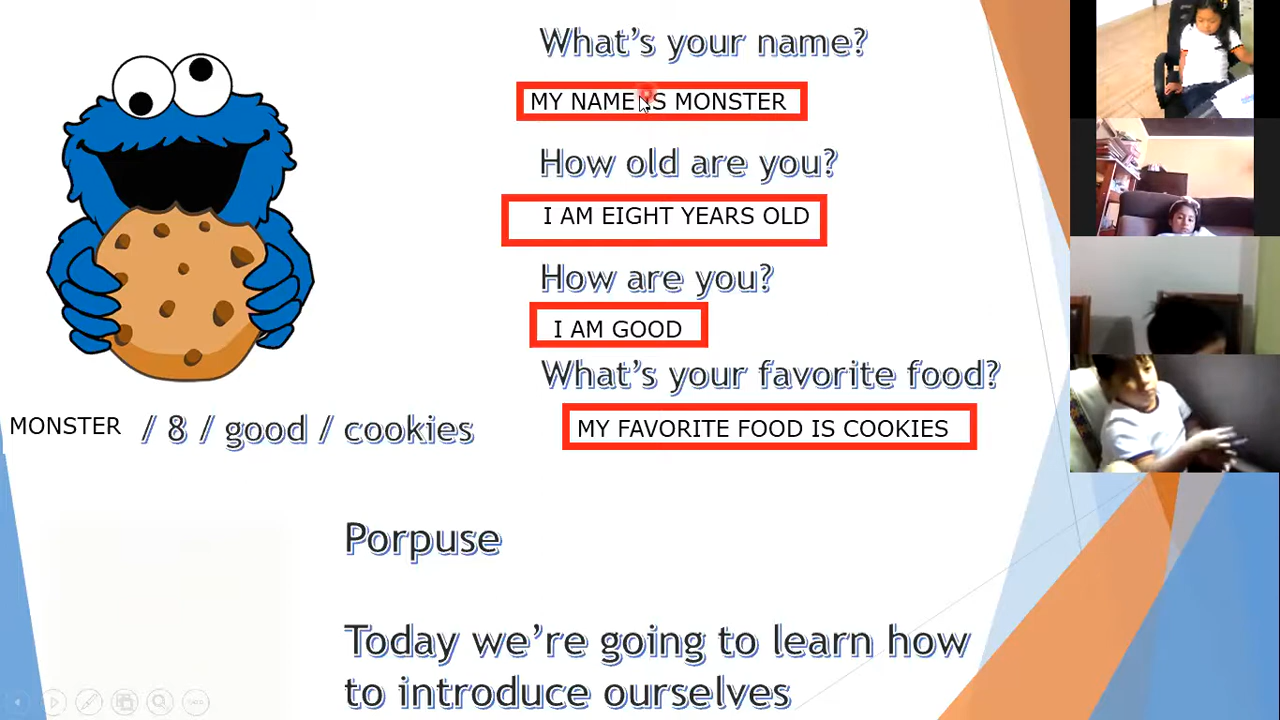 What's your name?
MY NAME IS MONSTER
How old are you?
I AM EIGHT YEARS OLD
How are you?
I AM GOOD
What's your favorite food?
MY FAVORITE FOOD IS COOKIES
MONSTER / 8 / good / cookies
Porpuse
Today we're going to learn how
to introduce ourselves